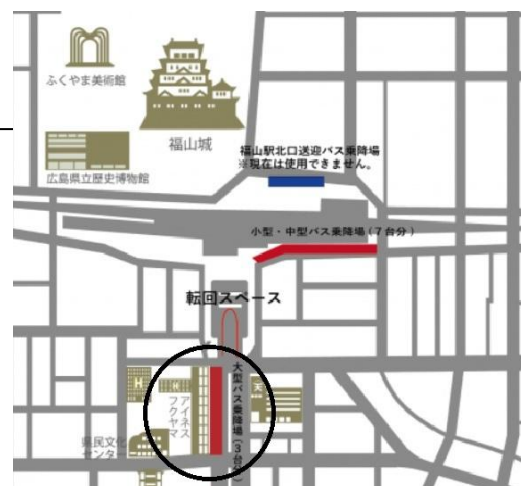 ふくやま美術館
福山城
広島県立歴史博物館
福山駅北口送迎バス乗降場
※現在は使用できません。
小型・中型バス乗降場(7台分)
転回スペース
大型バス乗降場(3台
アイネス
フクヤマ
県民文化
センター
H
K
天